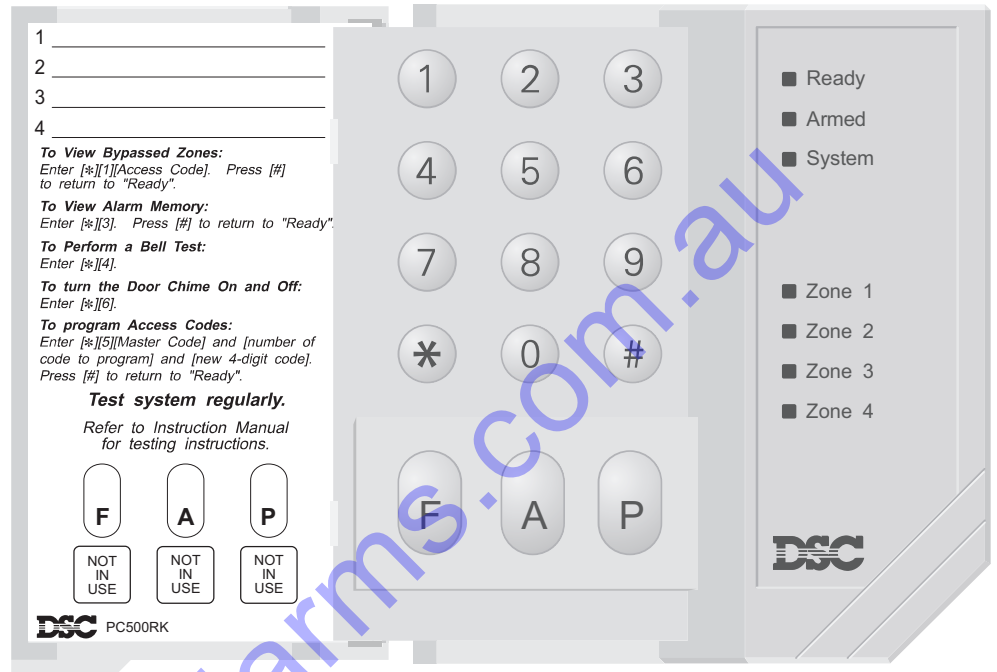 1
2
3
4
To View Bypassed Zones:
Enter [✻][1][Access Code]. Press [#]
to return to "Ready".
To View Alarm Memory:
Enter [✻][3]. Press [#] to return to "Ready".
To Perform a Bell Test:
Enter [✻][4].
To turn the Door Chime On and Off:
Enter [✻][6].
To program Access Codes:
Enter [✻][5][Master Code] and [number of
code to program] and [new 4-digit code].
Press [#] to return to "Ready".
Test system regularly.
Refer to Instruction Manual
for testing instructions.
F A P
NOT IN USE
NOT IN USE
NOT IN USE
DSC PC500RK
1 2 3
4 5 6
7 8 9
✻ 0 #
F A P
Ready
Armed
System
Zone 1
Zone 2
Zone 3
Zone 4
DSC
arms.com.au